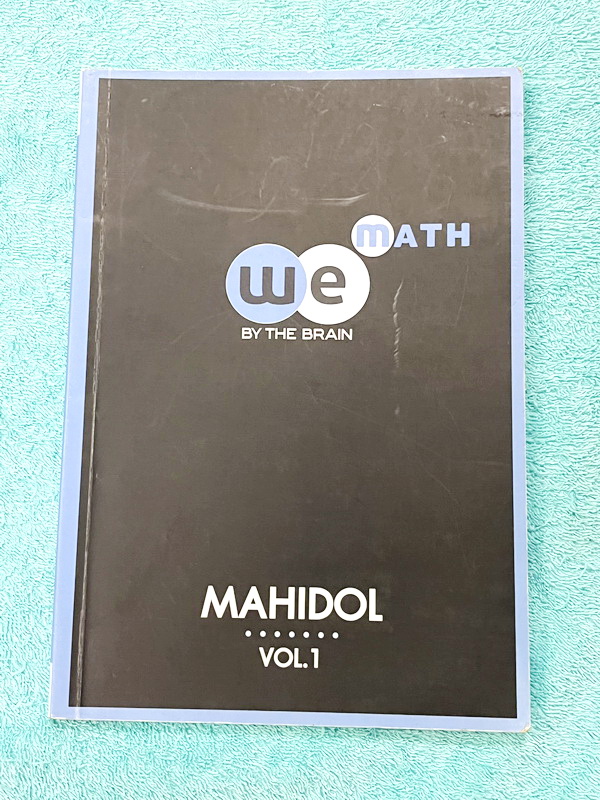 mATH
we
BY THE BRAIN
MAHIDOL
VOL.1